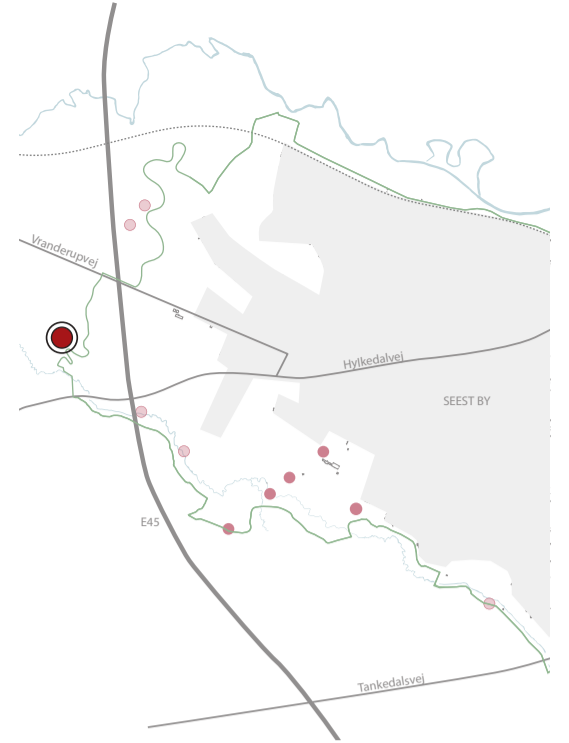 Vranderupvej
Hylkedalvej
SEEST BY
E45
Tankedalsvej